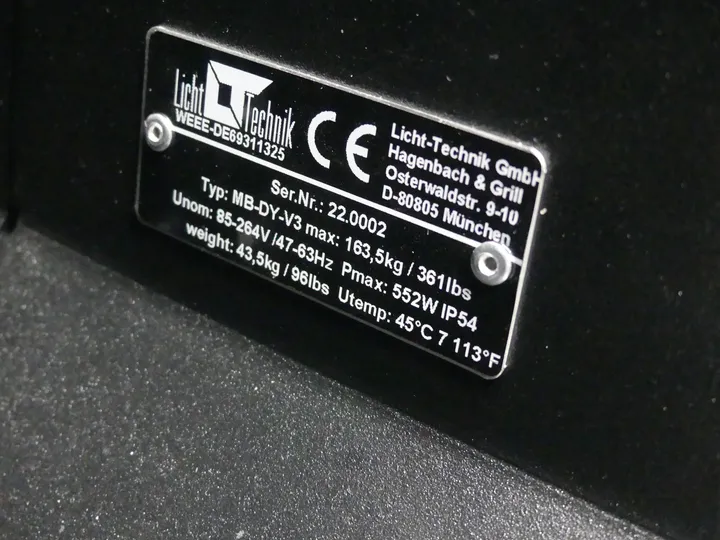 Licht Technik
WEEE-DE69311325
CE
Licht-Technik GmbH
Hagenbach & Grill
Osterwaldstr. 9-10
D-80805 München
Ser.Nr.: 22.0002
Typ: MB-DY-V3 max: 163,5kg / 361lbs
Unom: 85-264V /47-63Hz Pmax: 552W IP54
weight: 43,5kg / 96lbs Utemp: 45°C 7 113°F